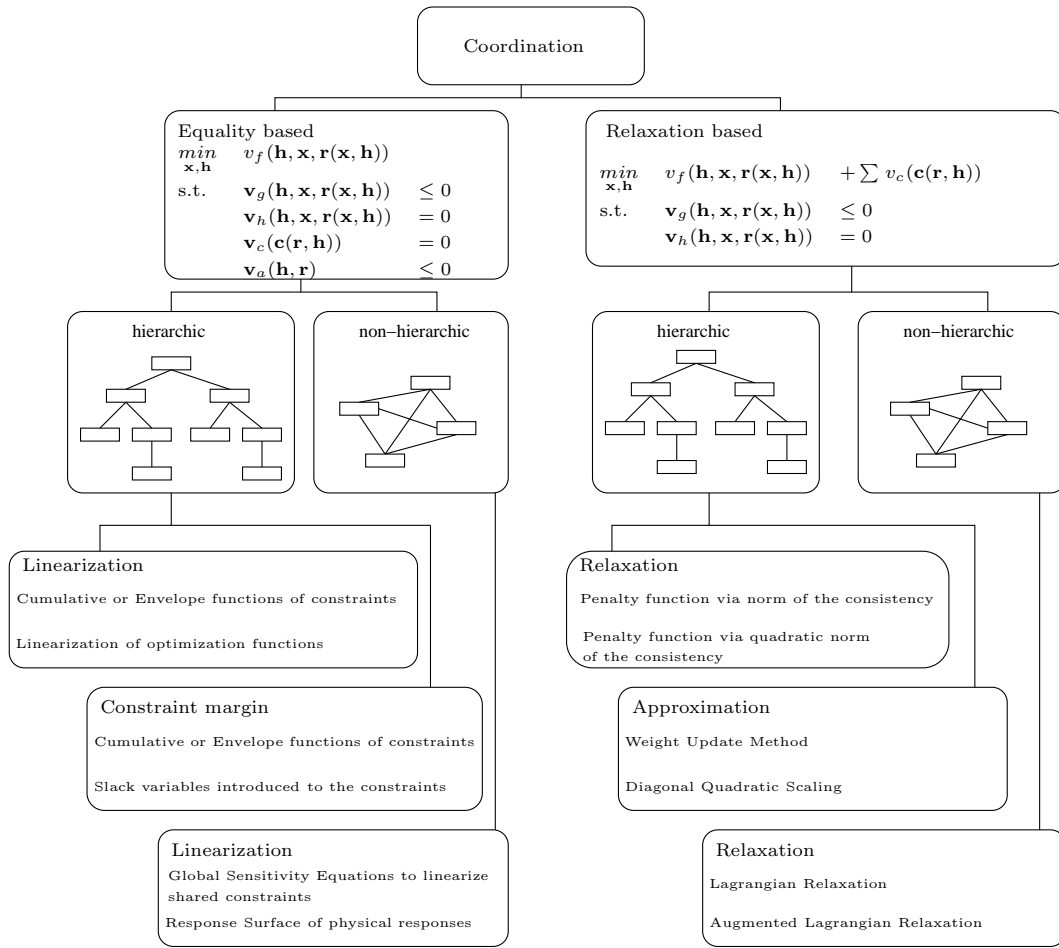 Coordination
Equality based
min v_f(h, x, r(x, h))
x,h
s.t. v_g(h, x, r(x, h)) ≤ 0
v_h(h, x, r(x, h)) = 0
v_c(c(r, h)) = 0
v_a(h, r) ≤ 0
Relaxation based
min v_f(h, x, r(x, h)) + ∑ v_c(c(r, h))
x,h
s.t. v_g(h, x, r(x, h)) ≤ 0
v_h(h, x, r(x, h)) = 0
hierarchic
non–hierarchic
hierarchic
non–hierarchic
Linearization
Cumulative or Envelope functions of constraints
Linearization of optimization functions
Relaxation
Penalty function via norm of the consistency
Penalty function via quadratic norm
of the consistency
Constraint margin
Cumulative or Envelope functions of constraints
Slack variables introduced to the constraints
Approximation
Weight Update Method
Diagonal Quadratic Scaling
Linearization
Global Sensitivity Equations to linearize
shared constraints
Response Surface of physical responses
Relaxation
Lagrangian Relaxation
Augmented Lagrangian Relaxation